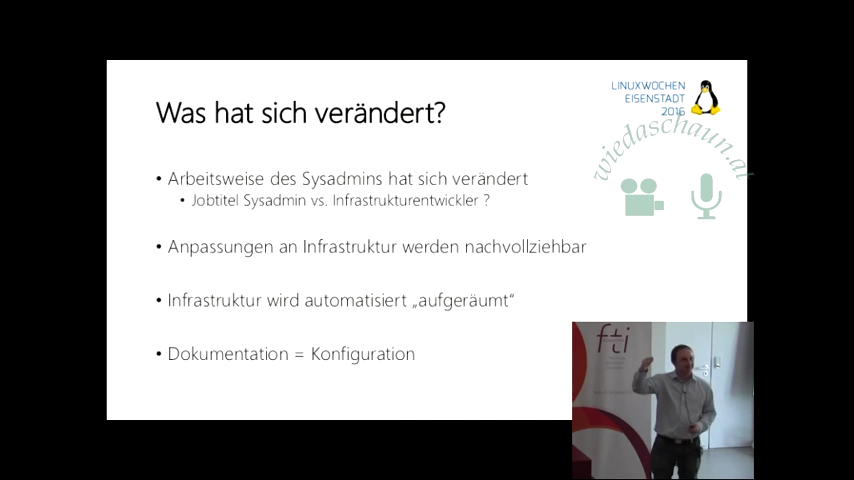 Was hat sich verändert?
LINUXWOCHEN
EISENSTADT
2016
wiedaschaun.at
• Arbeitsweise des Sysadmins hat sich verändert
• Jobtitel Sysadmin vs. Infrastrukturentwickler ?
• Anpassungen an Infrastruktur werden nachvollziehbar
• Infrastruktur wird automatisiert „aufgeräumt“
• Dokumentation = Konfiguration
fti